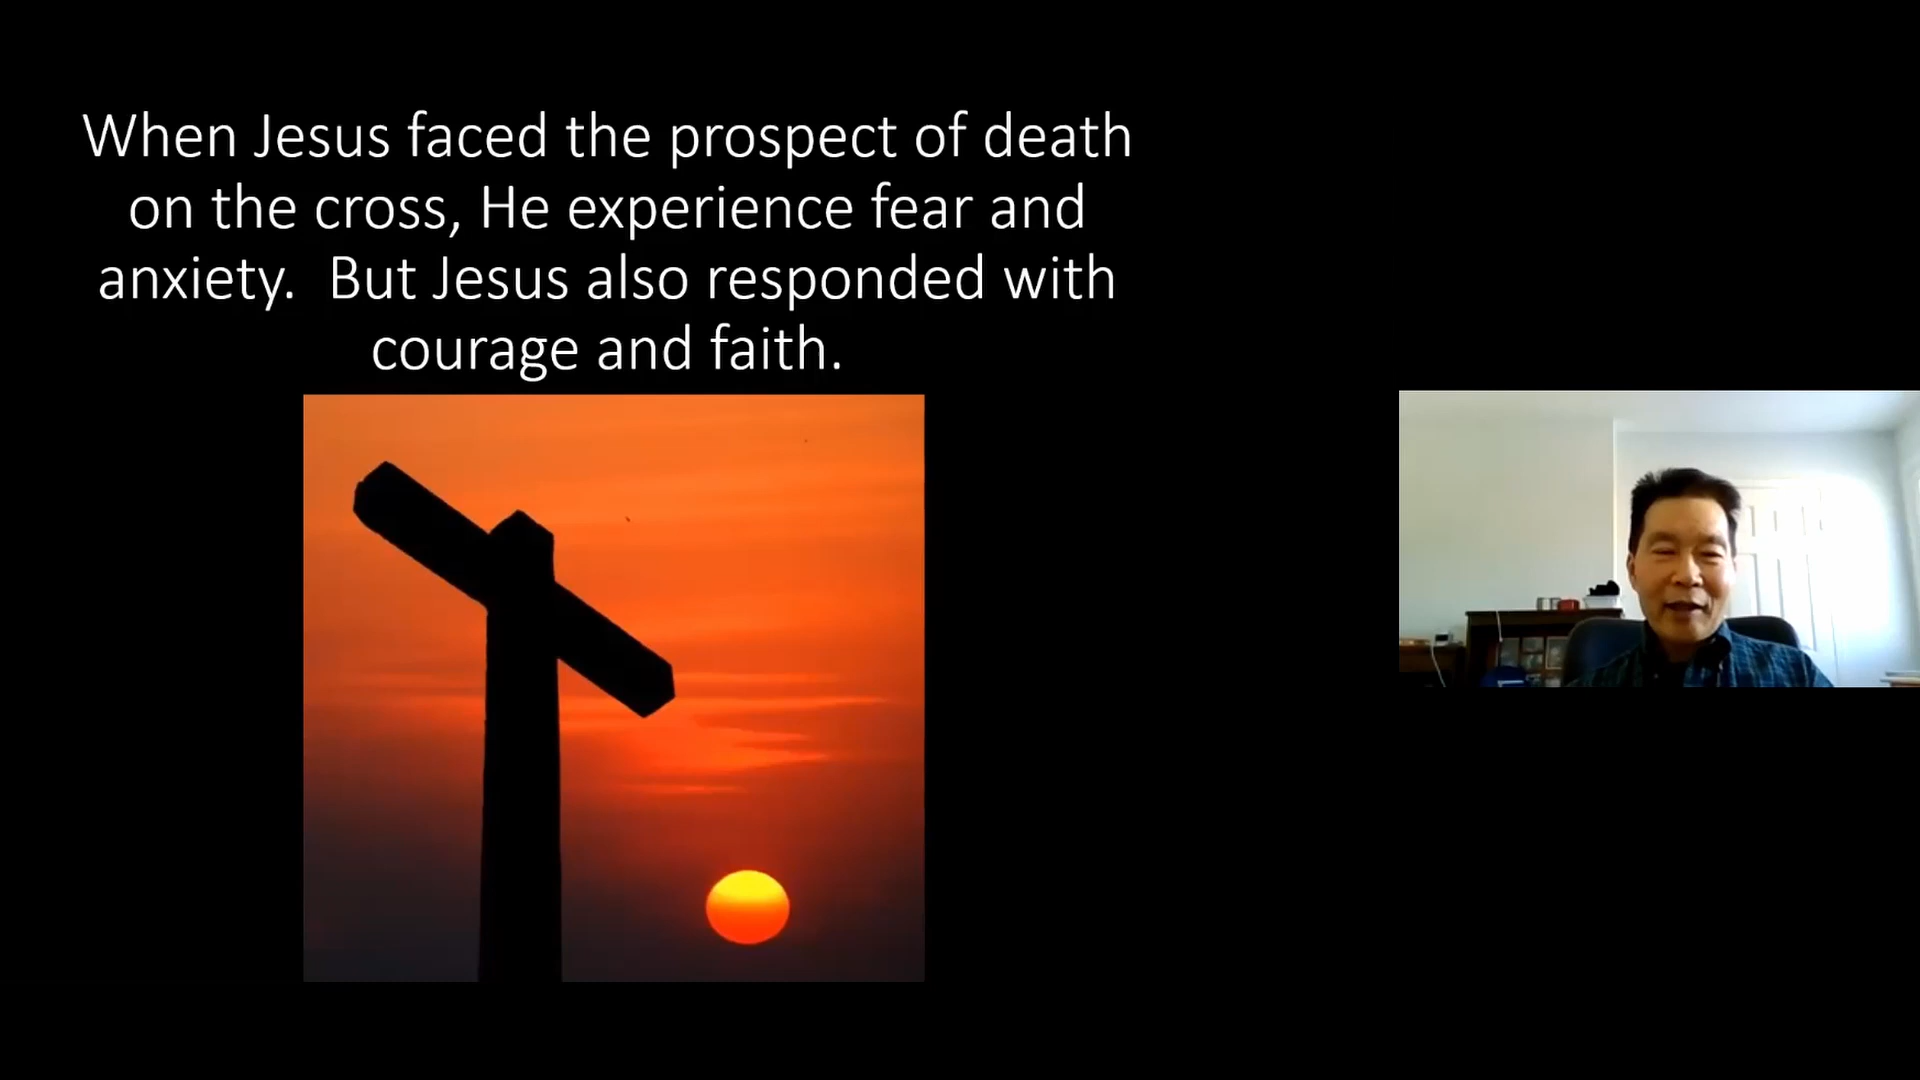 When Jesus faced the prospect of death
on the cross, He experience fear and
anxiety.  But Jesus also responded with
courage and faith.